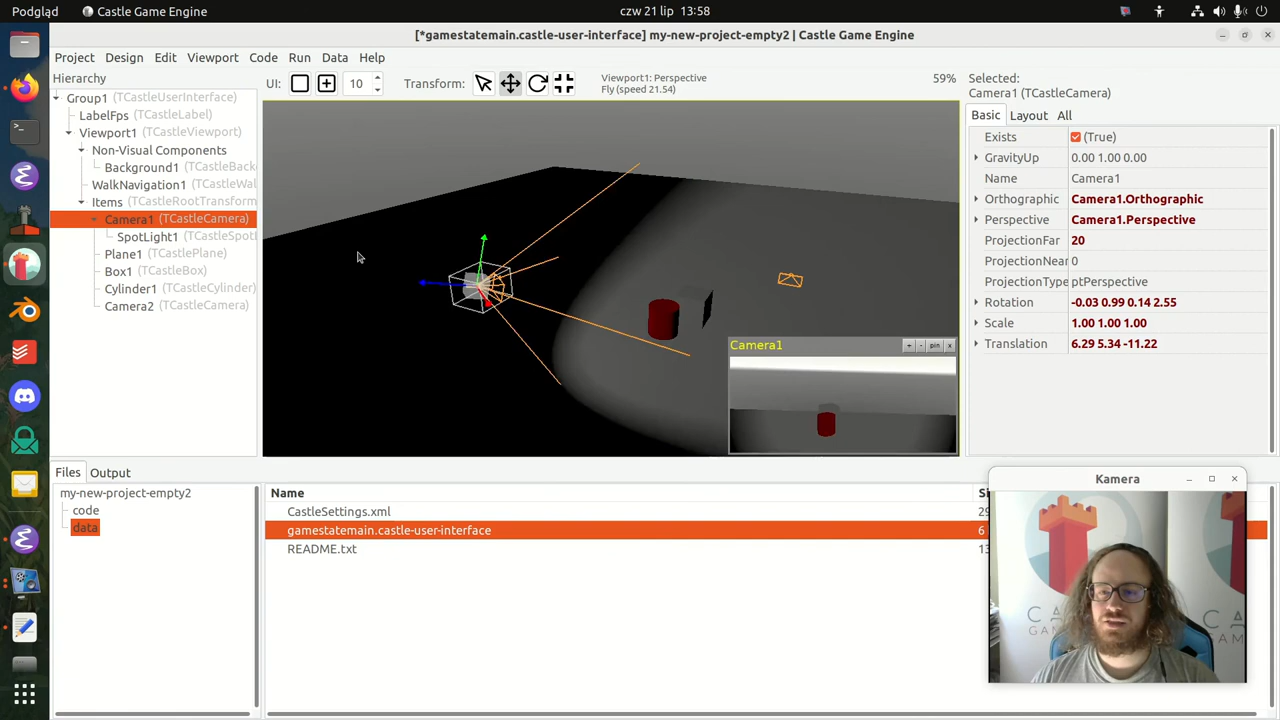 Podgląd
Castle Game Engine
czw 21 lip 13:58
[*gamestatemain.castle-user-interface] my-new-project-empty2 | Castle Game Engine
File Design Edit Viewport Code Run Data Help
Hierarchy
UI:
10
Transform:
Viewport1: Perspective
Fly (speed 21.54)
59%
Group1 (TCastleUserInterface)
LabelFps (TCastleLabel)
Viewport1 (TCastleViewport)
Non-Visual Components
Background1 (TCastleBack
WalkNavigation1 (TCastleWal
Items (TCastleRootTransform
Camera1 (TCastleCamera)
SpotLight1 (TCastleSpot
Plane1 (TCastlePlane)
Box1 (TCastleBox)
Cylinder1 (TCastleCylinder)
Camera2 (TCastleCamera)
Camera1
+ - pin x
Selected:
Camera1 (TCastleCamera)
Basic Layout All
Exists (True)
GravityUp 0.00 1.00 0.00
Name Camera1
Orthographic Camera1.Orthographic
Perspective Camera1.Perspective
ProjectionFar 20
ProjectionNear 0
ProjectionType ptPerspective
Rotation -0.03 0.99 0.14 2.55
Scale 1.00 1.00 1.00
Translation 6.29 5.34 -11.22
Files Output
my-new-project-empty2
code
data
Name Si
CastleSettings.xml 29
gamestatemain.castle-user-interface 6
README.txt 13
Kamera